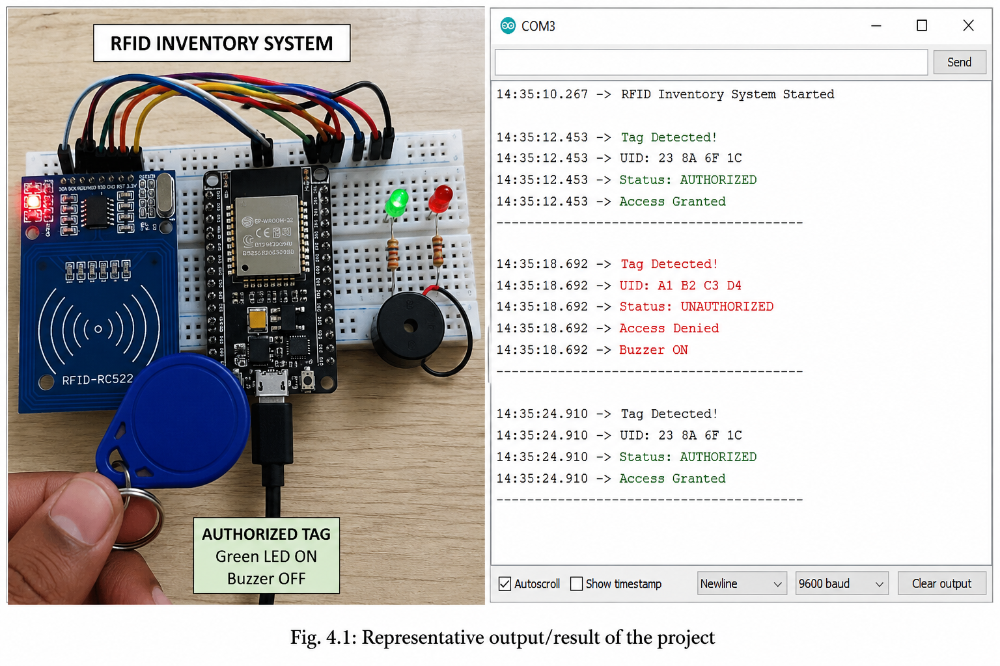 RFID INVENTORY SYSTEM
RFID-RC522
AUTHORIZED TAG
Green LED ON
Buzzer OFF
COM3
Send
14:35:10.267 -> RFID Inventory System Started
14:35:12.453 -> Tag Detected!
14:35:12.453 -> UID: 23 8A 6F 1C
14:35:12.453 -> Status: AUTHORIZED
14:35:12.453 -> Access Granted
----------------------------------------
14:35:18.692 -> Tag Detected!
14:35:18.692 -> UID: A1 B2 C3 D4
14:35:18.692 -> Status: UNAUTHORIZED
14:35:18.692 -> Access Denied
14:35:18.692 -> Buzzer ON
----------------------------------------
14:35:24.910 -> Tag Detected!
14:35:24.910 -> UID: 23 8A 6F 1C
14:35:24.910 -> Status: AUTHORIZED
14:35:24.910 -> Access Granted
----------------------------------------
Autoscroll
Show timestamp
Newline
9600 baud
Clear output
Fig. 4.1: Representative output/result of the project